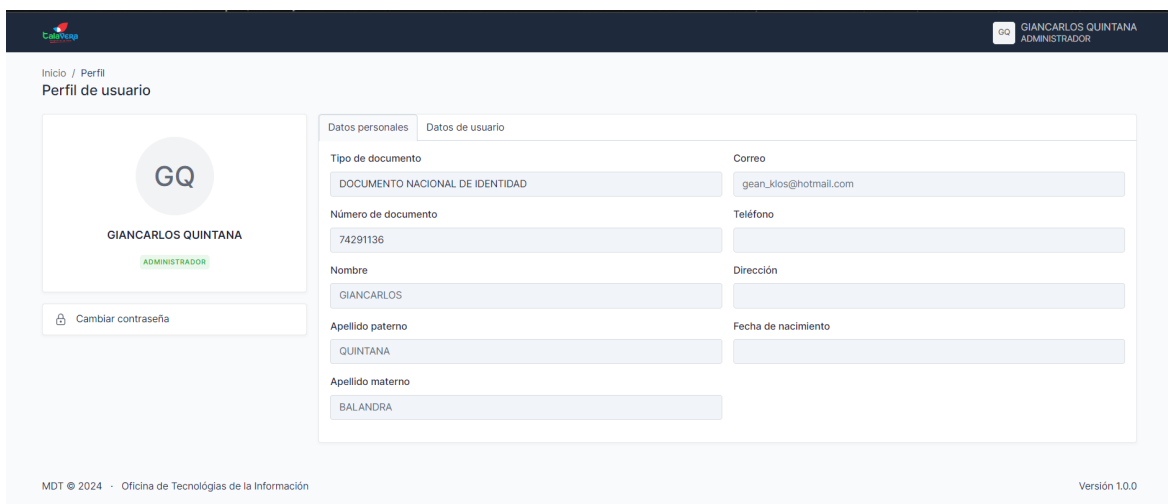 TalaVERA
GQ
GIANCARLOS QUINTANA
ADMINISTRADOR
Inicio / Perfil
Perfil de usuario
GQ
GIANCARLOS QUINTANA
ADMINISTRADOR
Cambiar contraseña
Datos personales
Datos de usuario
Tipo de documento
DOCUMENTO NACIONAL DE IDENTIDAD
Número de documento
74291136
Nombre
GIANCARLOS
Apellido paterno
QUINTANA
Apellido materno
BALANDRA
Correo
gean_klos@hotmail.com
Teléfono
Dirección
Fecha de nacimiento
MDT © 2024 - Oficina de Tecnológias de la Información
Versión 1.0.0